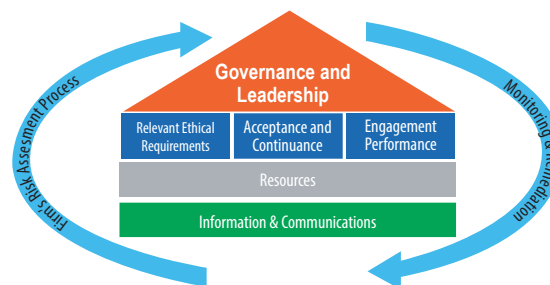 Governance and
Leadership
Relevant Ethical
Requirements
Acceptance and
Continuance
Engagement
Performance
Resources
Information & Communications
Firm's Risk Assessment Process
Monitoring & Remediation